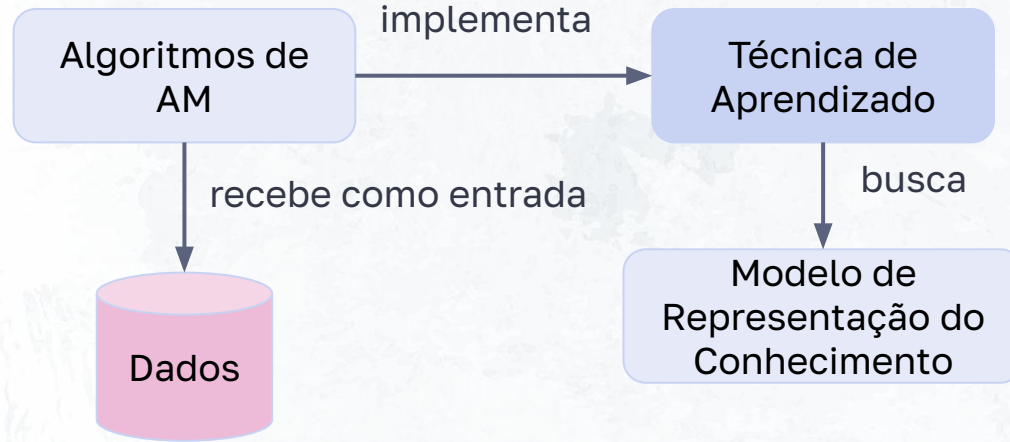 implementa
Algoritmos de
AM
Técnica de
Aprendizado
recebe como entrada
busca
Dados
Modelo de
Representação do
Conhecimento